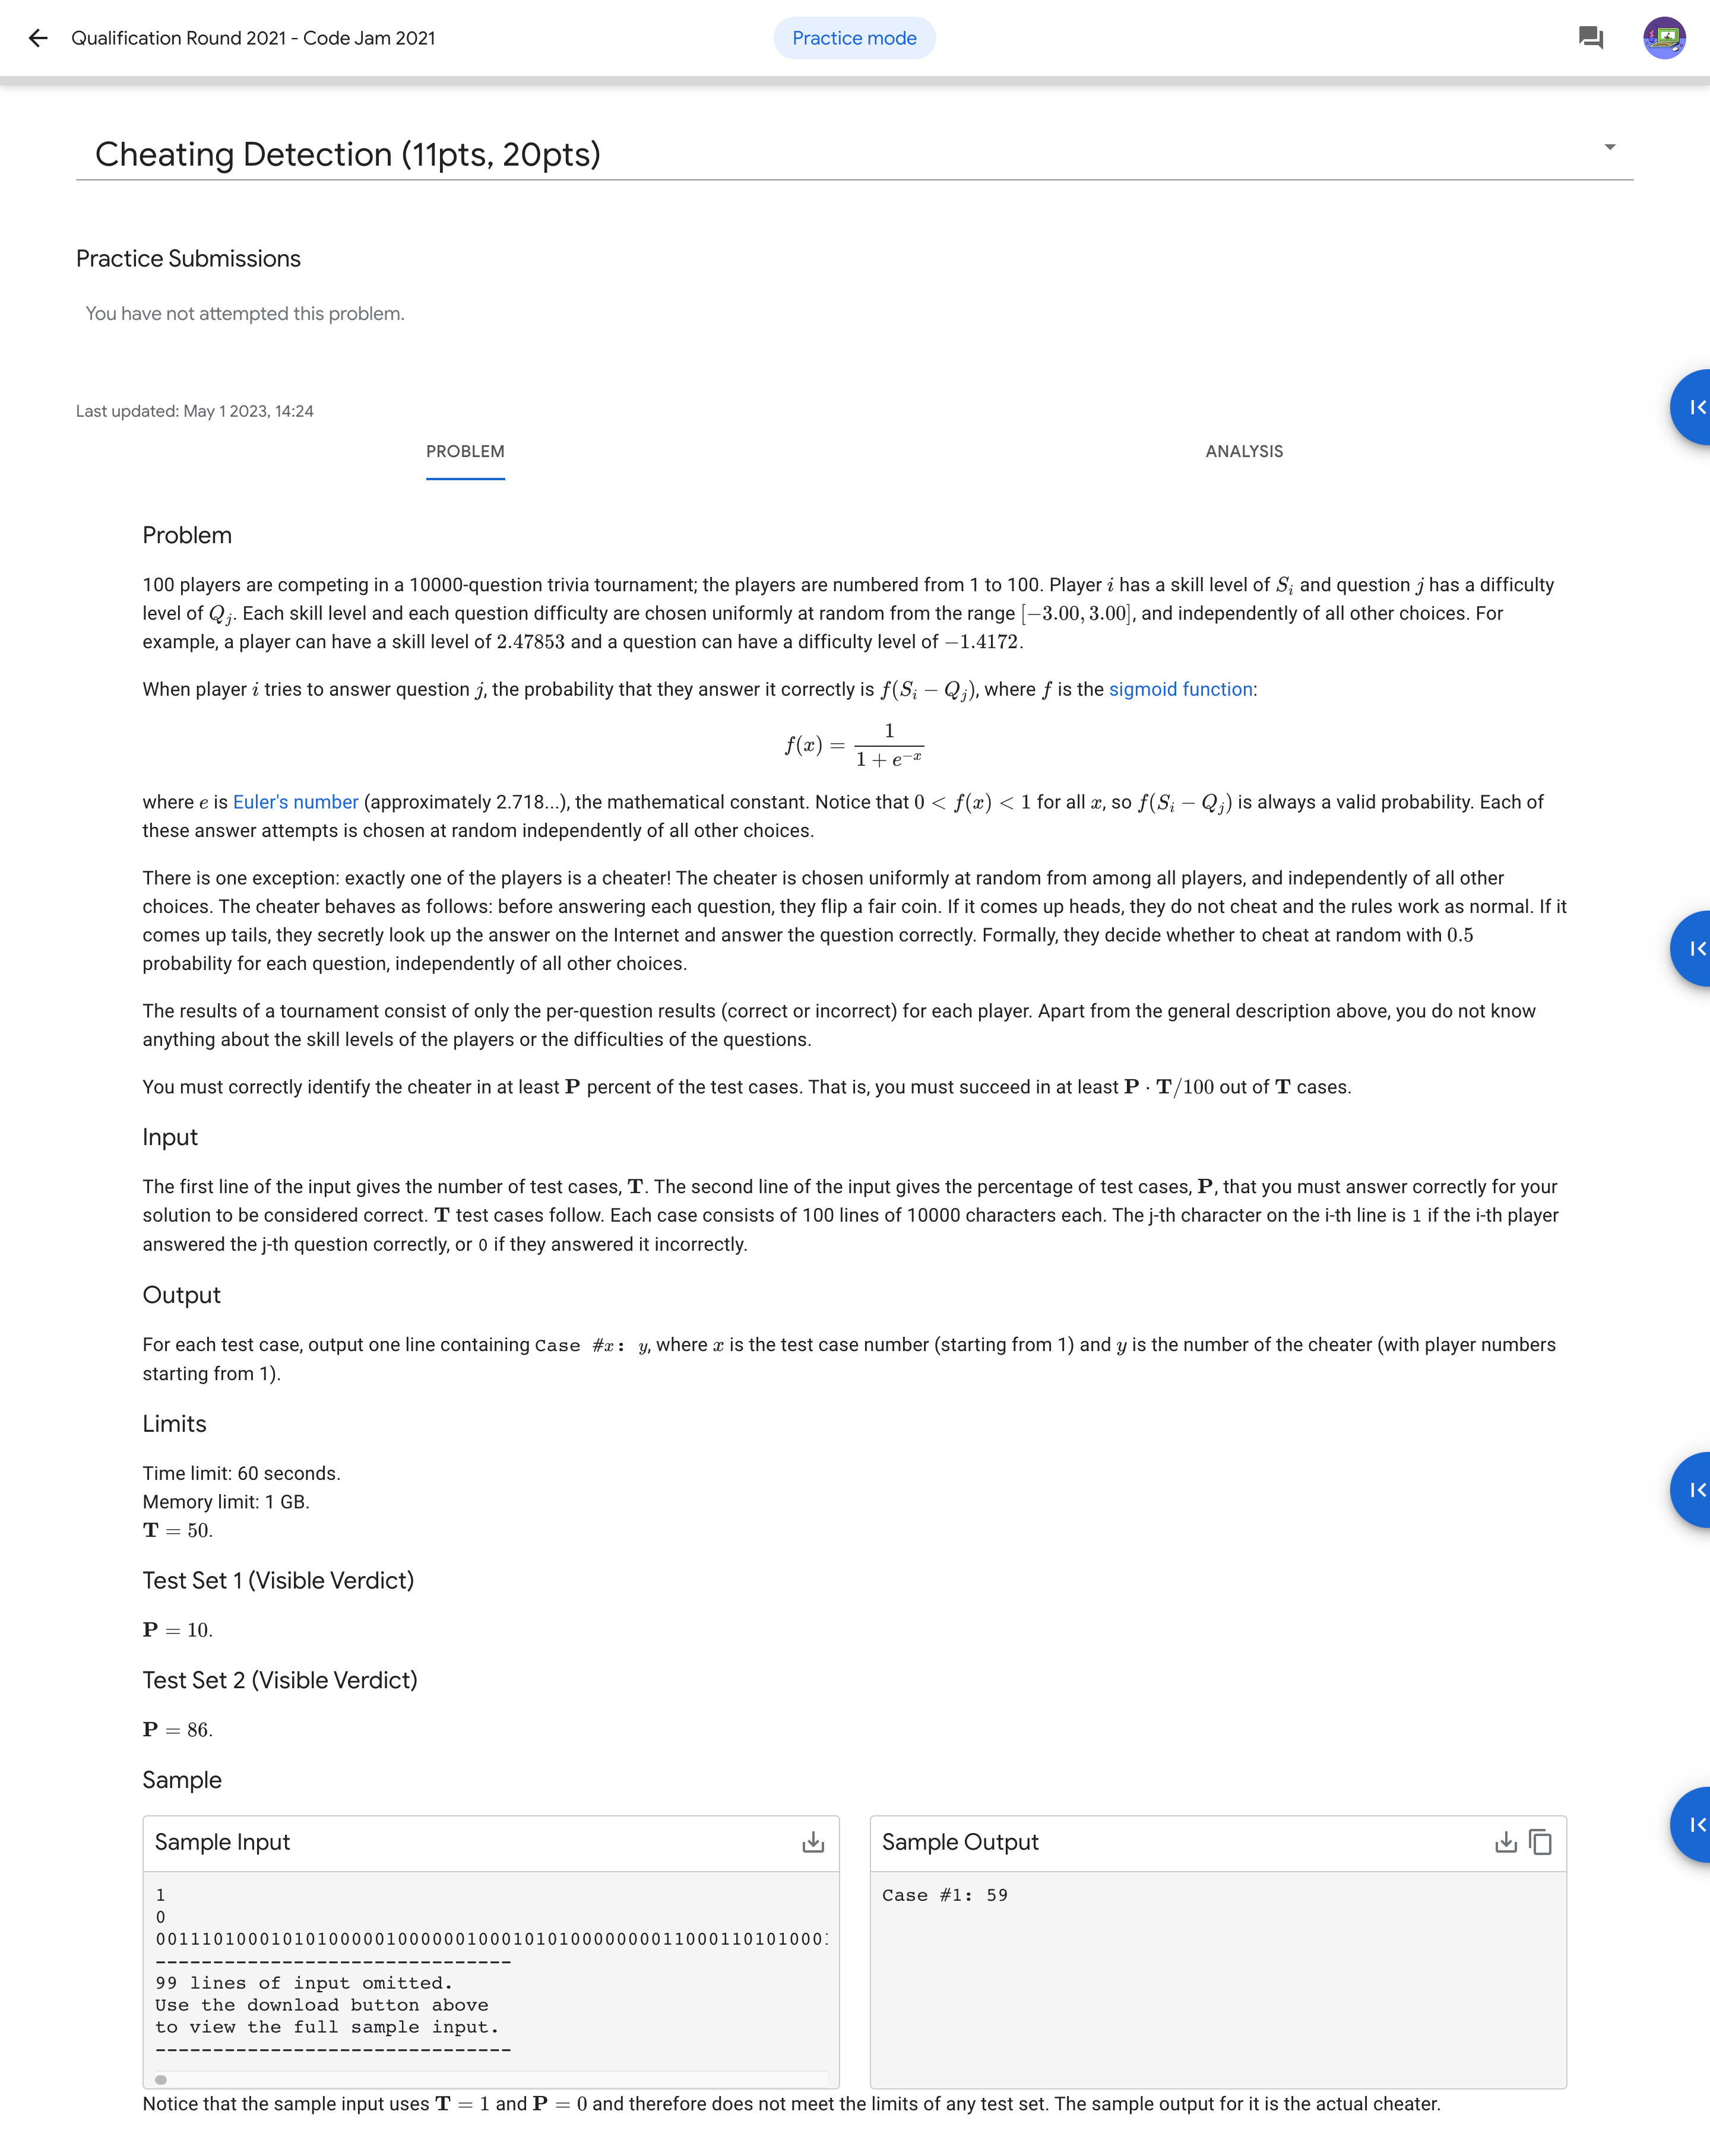 Qualification Round 2021 - Code Jam 2021
Practice mode
Cheating Detection (11pts, 20pts)
Practice Submissions
You have not attempted this problem.
Last updated: May 1 2023, 14:24
PROBLEM
ANALYSIS
Problem
100 players are competing in a 10000-question trivia tournament; the players are numbered from 1 to 100. Player i has a skill level of S_i and question j has a difficulty
level of Q_j. Each skill level and each question difficulty are chosen uniformly at random from the range [−3.00, 3.00], and independently of all other choices. For
example, a player can have a skill level of 2.47853 and a question can have a difficulty level of −1.4172.
When player i tries to answer question j, the probability that they answer it correctly is f(S_i − Q_j), where f is the sigmoid function:
f(x) = 1 / (1 + e^{−x})
where e is Euler's number (approximately 2.718...), the mathematical constant. Notice that 0 < f(x) < 1 for all x, so f(S_i − Q_j) is always a valid probability. Each of
these answer attempts is chosen at random independently of all other choices.
There is one exception: exactly one of the players is a cheater! The cheater is chosen uniformly at random from among all players, and independently of all other
choices. The cheater behaves as follows: before answering each question, they flip a fair coin. If it comes up heads, they do not cheat and the rules work as normal. If it
comes up tails, they secretly look up the answer on the Internet and answer the question correctly. Formally, they decide whether to cheat at random with 0.5
probability for each question, independently of all other choices.
The results of a tournament consist of only the per-question results (correct or incorrect) for each player. Apart from the general description above, you do not know
anything about the skill levels of the players or the difficulties of the questions.
You must correctly identify the cheater in at least P percent of the test cases. That is, you must succeed in at least P · T/100 out of T cases.
Input
The first line of the input gives the number of test cases, T. The second line of the input gives the percentage of test cases, P, that you must answer correctly for your
solution to be considered correct. T test cases follow. Each case consists of 100 lines of 10000 characters each. The j-th character on the i-th line is 1 if the i-th player
answered the j-th question correctly, or 0 if they answered it incorrectly.
Output
For each test case, output one line containing Case #x: y, where x is the test case number (starting from 1) and y is the number of the cheater (with player numbers
starting from 1).
Limits
Time limit: 60 seconds.
Memory limit: 1 GB.
T = 50.
Test Set 1 (Visible Verdict)
P = 10.
Test Set 2 (Visible Verdict)
P = 86.
Sample
Sample Input
1
0
0011101000101010000010000001000101010000000011000110101000
-------------------------------
99 lines of input omitted.
Use the download button above
to view the full sample input.
-------------------------------
Sample Output
Case #1: 59
Notice that the sample input uses T = 1 and P = 0 and therefore does not meet the limits of any test set. The sample output for it is the actual cheater.